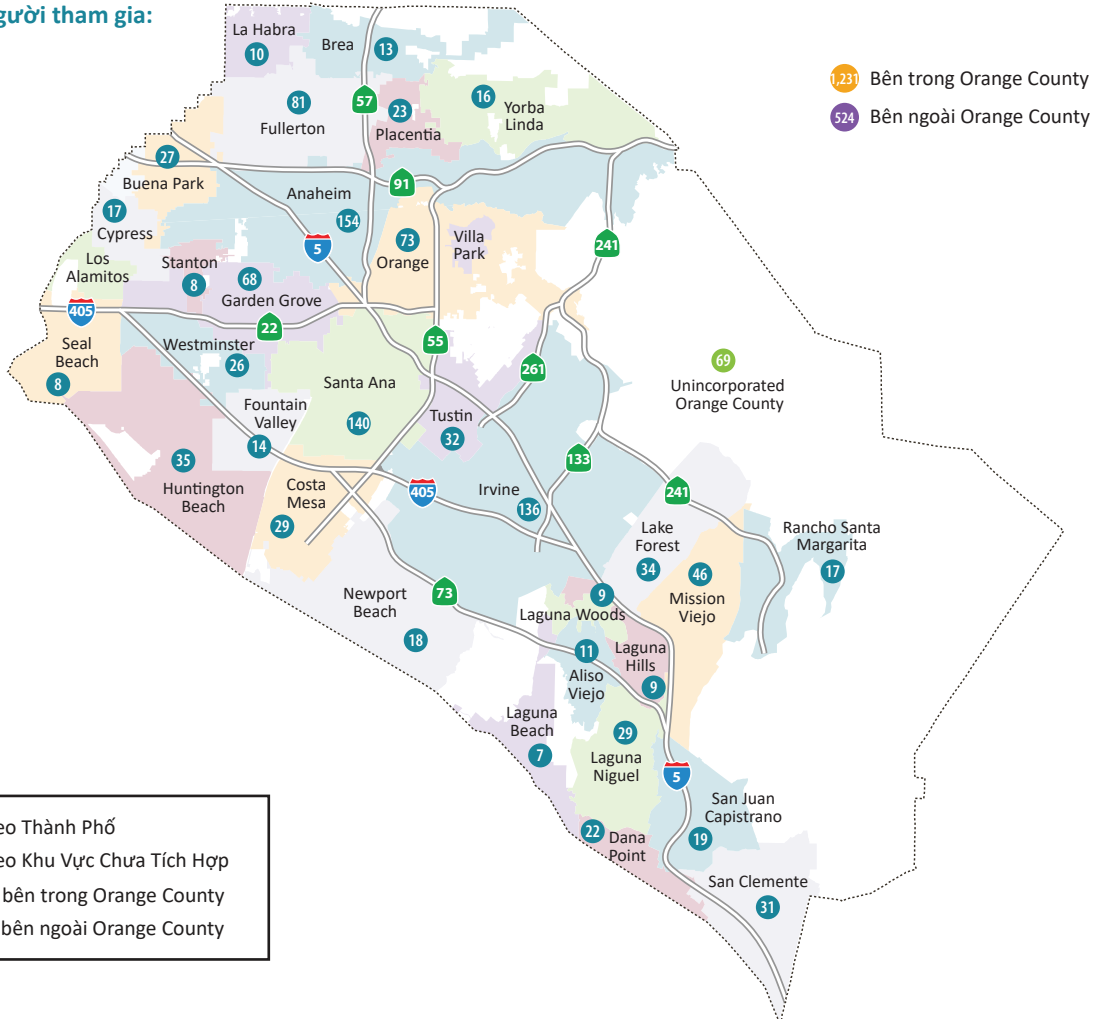 gười tham gia:
La Habra
10
Brea
13
1,231 Bên trong Orange County
524 Bên ngoài Orange County
81
Fullerton
57
23
Placentia
16
Yorba
Linda
27
Buena Park
91
Anaheim
154
17
Cypress
5
73
Orange
Villa
Park
241
Los
Alamitos
Stanton
8
68
Garden Grove
405
22
55
Seal
Beach
8
Westminster
26
261
69
Unincorporated
Orange County
Santa Ana
140
Fountain
Valley
14
Tustin
32
133
35
Huntington
Beach
Costa
Mesa
29
405
Irvine
136
241
Lake
Forest
34
46
Mission
Viejo
Rancho Santa
Margarita
17
Newport
Beach
18
73
9
Laguna Woods
11
Aliso
Viejo
Laguna
Hills
9
Laguna
Beach
7
29
Laguna
Niguel
5
San Juan
Capistrano
19
22
Dana
Point
San Clemente
31
eo Thành Phố
eo Khu Vực Chưa Tích Hợp
bên trong Orange County
bên ngoài Orange County